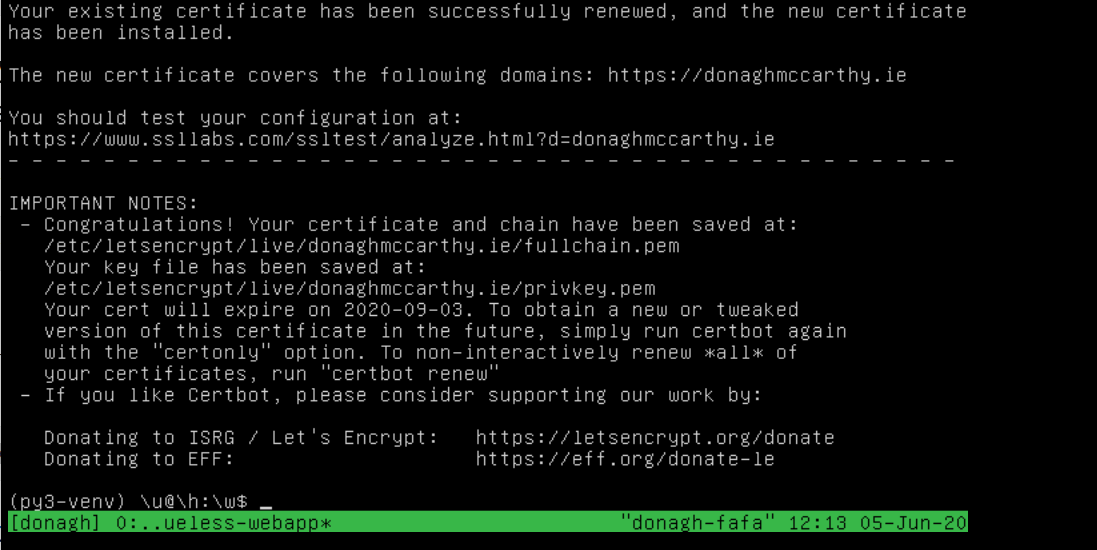 Your existing certificate has been successfully renewed, and the new certificate
has been installed.
The new certificate covers the following domains: https://donaghmccarthy.ie
You should test your configuration at:
https://www.ssllabs.com/ssltest/analyze.html?d=donaghmccarthy.ie
- - - - - - - - - - - - - - - - - - - - - - - - - - - - - - - - - - - - - - - -
IMPORTANT NOTES:
- Congratulations! Your certificate and chain have been saved at:
/etc/letsencrypt/live/donaghmccarthy.ie/fullchain.pem
Your key file has been saved at:
/etc/letsencrypt/live/donaghmccarthy.ie/privkey.pem
Your cert will expire on 2020-09-03. To obtain a new or tweaked
version of this certificate in the future, simply run certbot again
with the "certonly" option. To non-interactively renew *all* of
your certificates, run "certbot renew"
- If you like Certbot, please consider supporting our work by:
Donating to ISRG / Let's Encrypt:   https://letsencrypt.org/donate
Donating to EFF:                    https://eff.org/donate-le
(py3-venv) \u@\h:\w$ _
[donagh] 0:..ueless-webapp*                         "donagh-fafa" 12:13 05-Jun-20